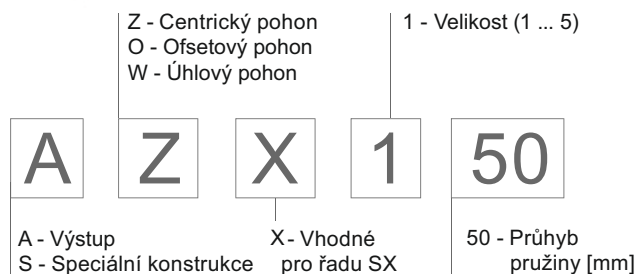 Z - Centrický pohon
O - Ofsetový pohon
W - Úhlový pohon
1 - Velikost (1 ... 5)
A Z X 1 50
A - Výstup
S - Speciální konstrukce
X - Vhodné
pro řadu SX
50 - Průhyb
pružiny [mm]